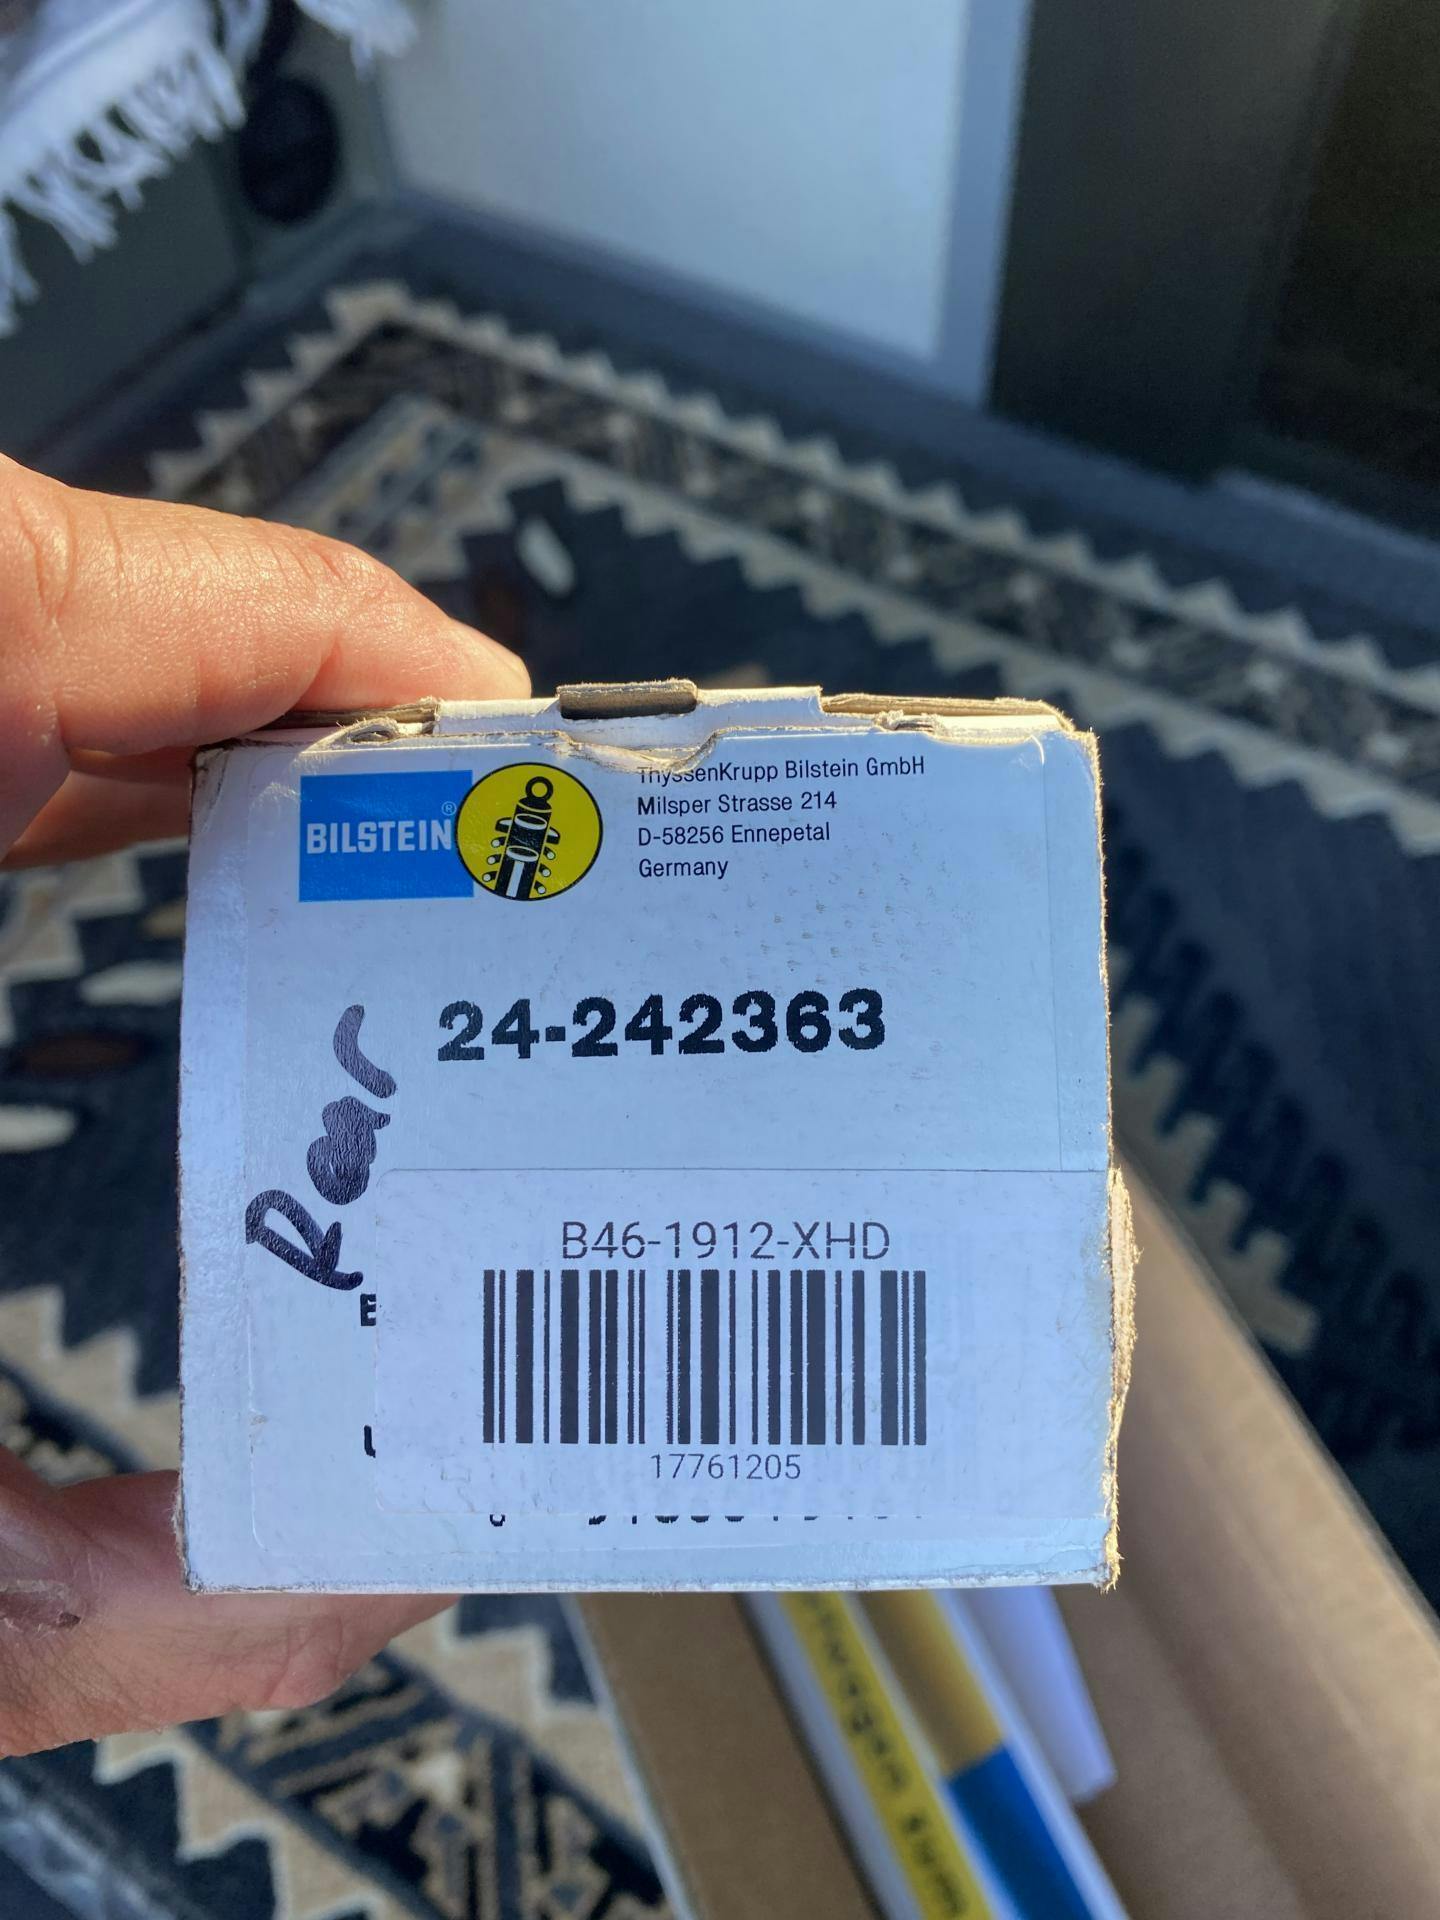 BILSTEIN®
ThyssenKrupp Bilstein GmbH
Milsper Strasse 214
D-58256 Ennepetal
Germany
24-242363
Rear
B46-1912-XHD
17761205